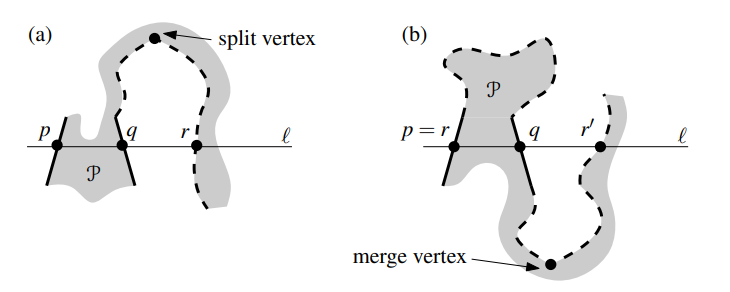 (a)
split vertex
p
q
r
ℓ
𝒫
(b)
𝒫
p = r
q
r′
ℓ
merge vertex